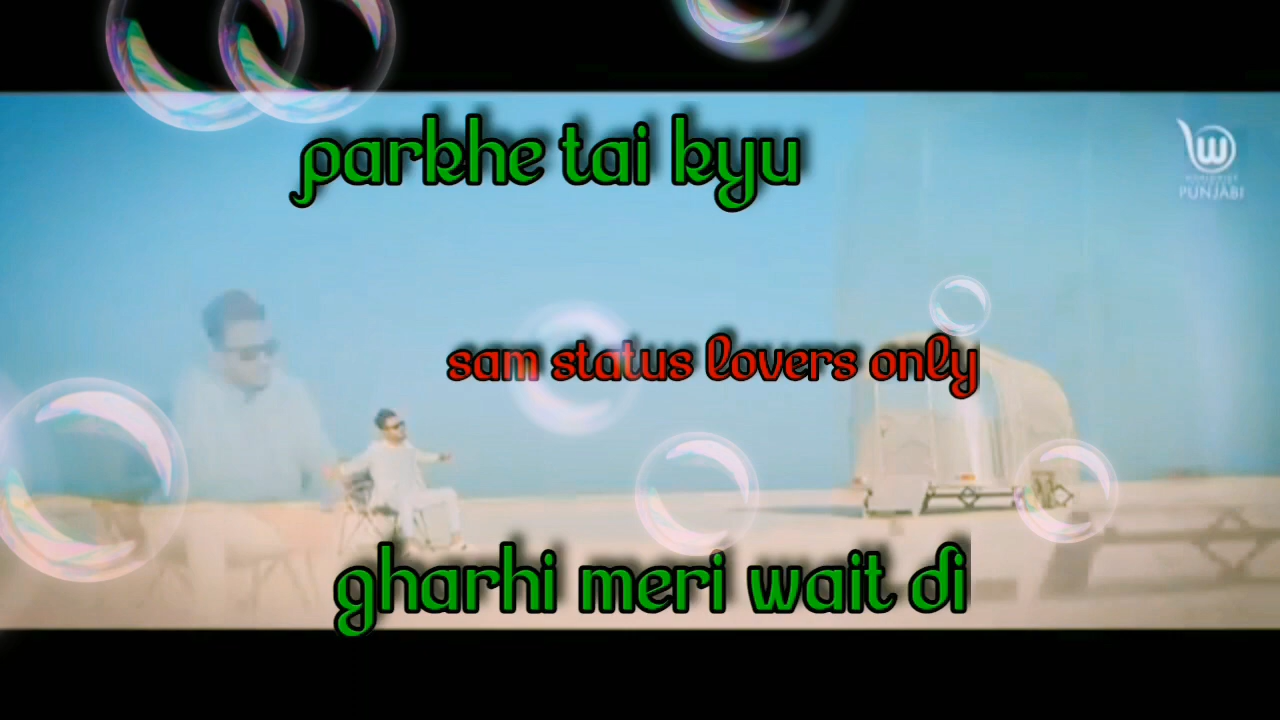 parkhe tai kyu
W
PUNJABI
sam status lovers only
gharhi meri wait di